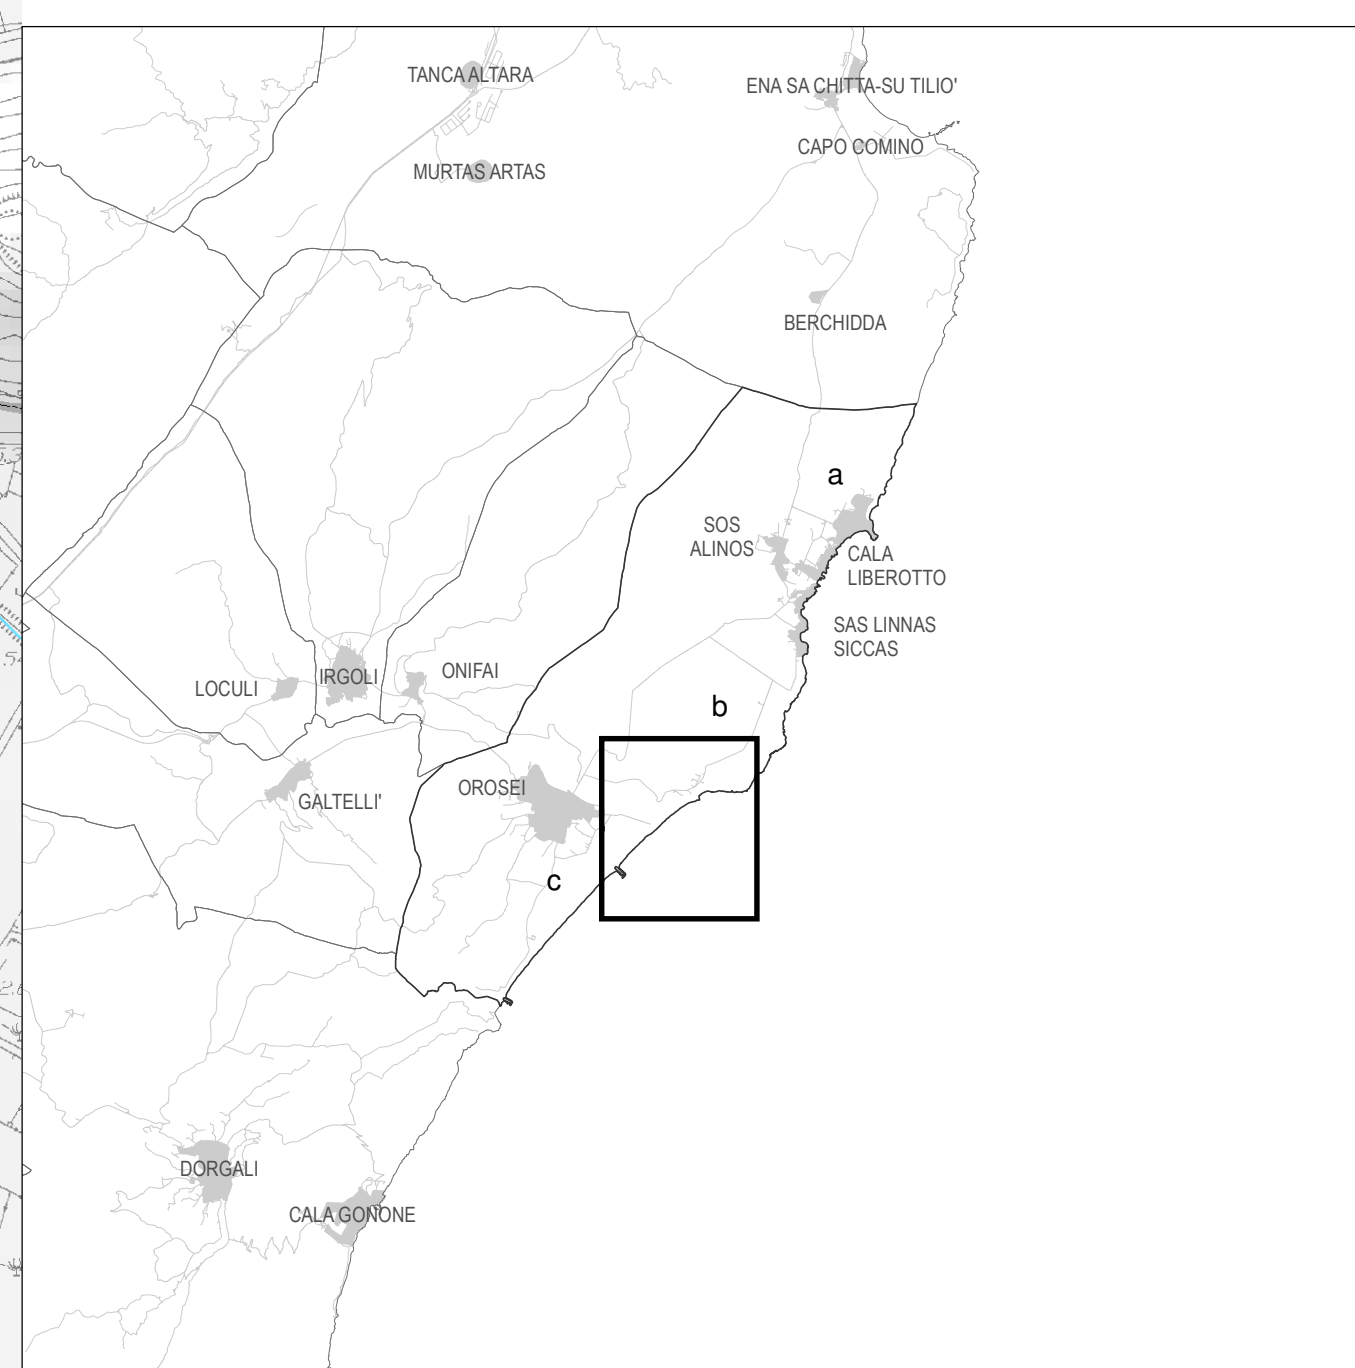 TANCA ALTARA
ENA SA CHITTA-SU TILIO'
CAPO COMINO
MURTAS ARTAS
BERCHIDDA
a
SOS
ALINOS
CALA
LIBEROTTO
SAS LINNAS
SICCAS
IRGOLI
ONIFAI
LOCULI
b
OROSEI
GALTELLI'
c
DORGALI
CALA GONONE